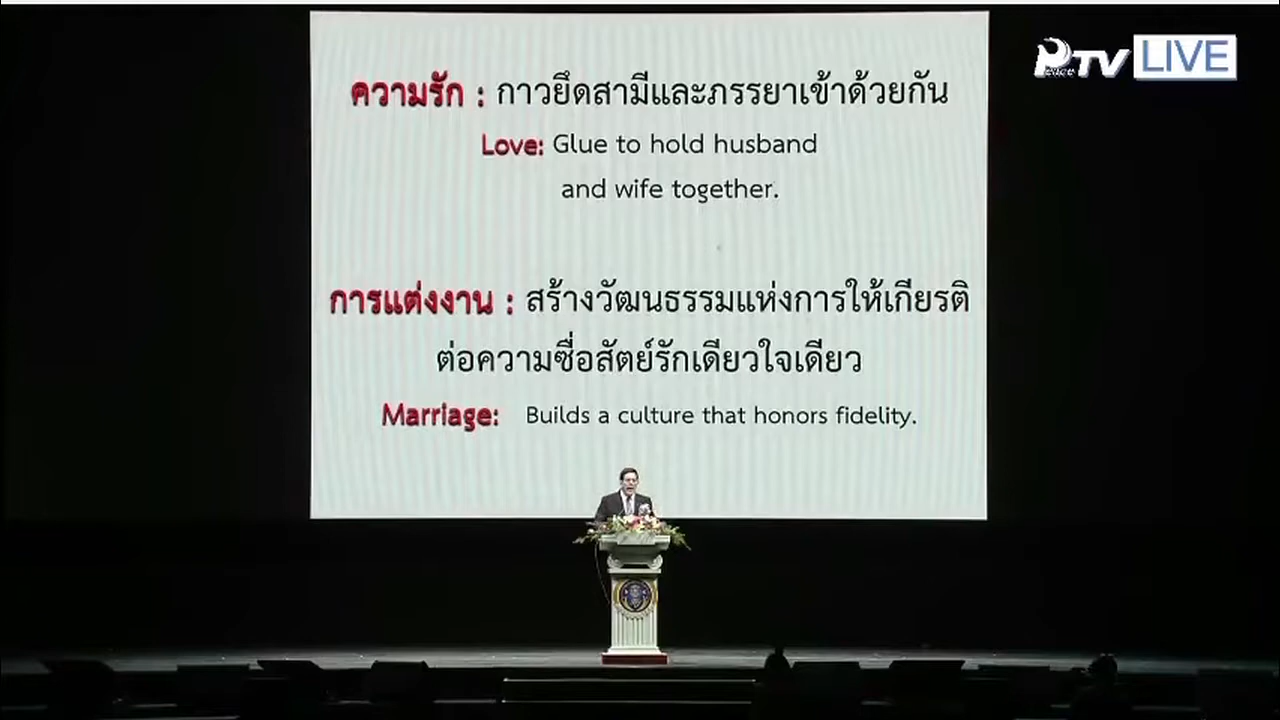 Peace TV LIVE
ความรัก : กาวยึดสามีและภรรยาเข้าด้วยกัน
Love: Glue to hold husband
and wife together.
การแต่งงาน : สร้างวัฒนธรรมแห่งการให้เกียรติ
ต่อความซื่อสัตย์รักเดียวใจเดียว
Marriage: Builds a culture that honors fidelity.